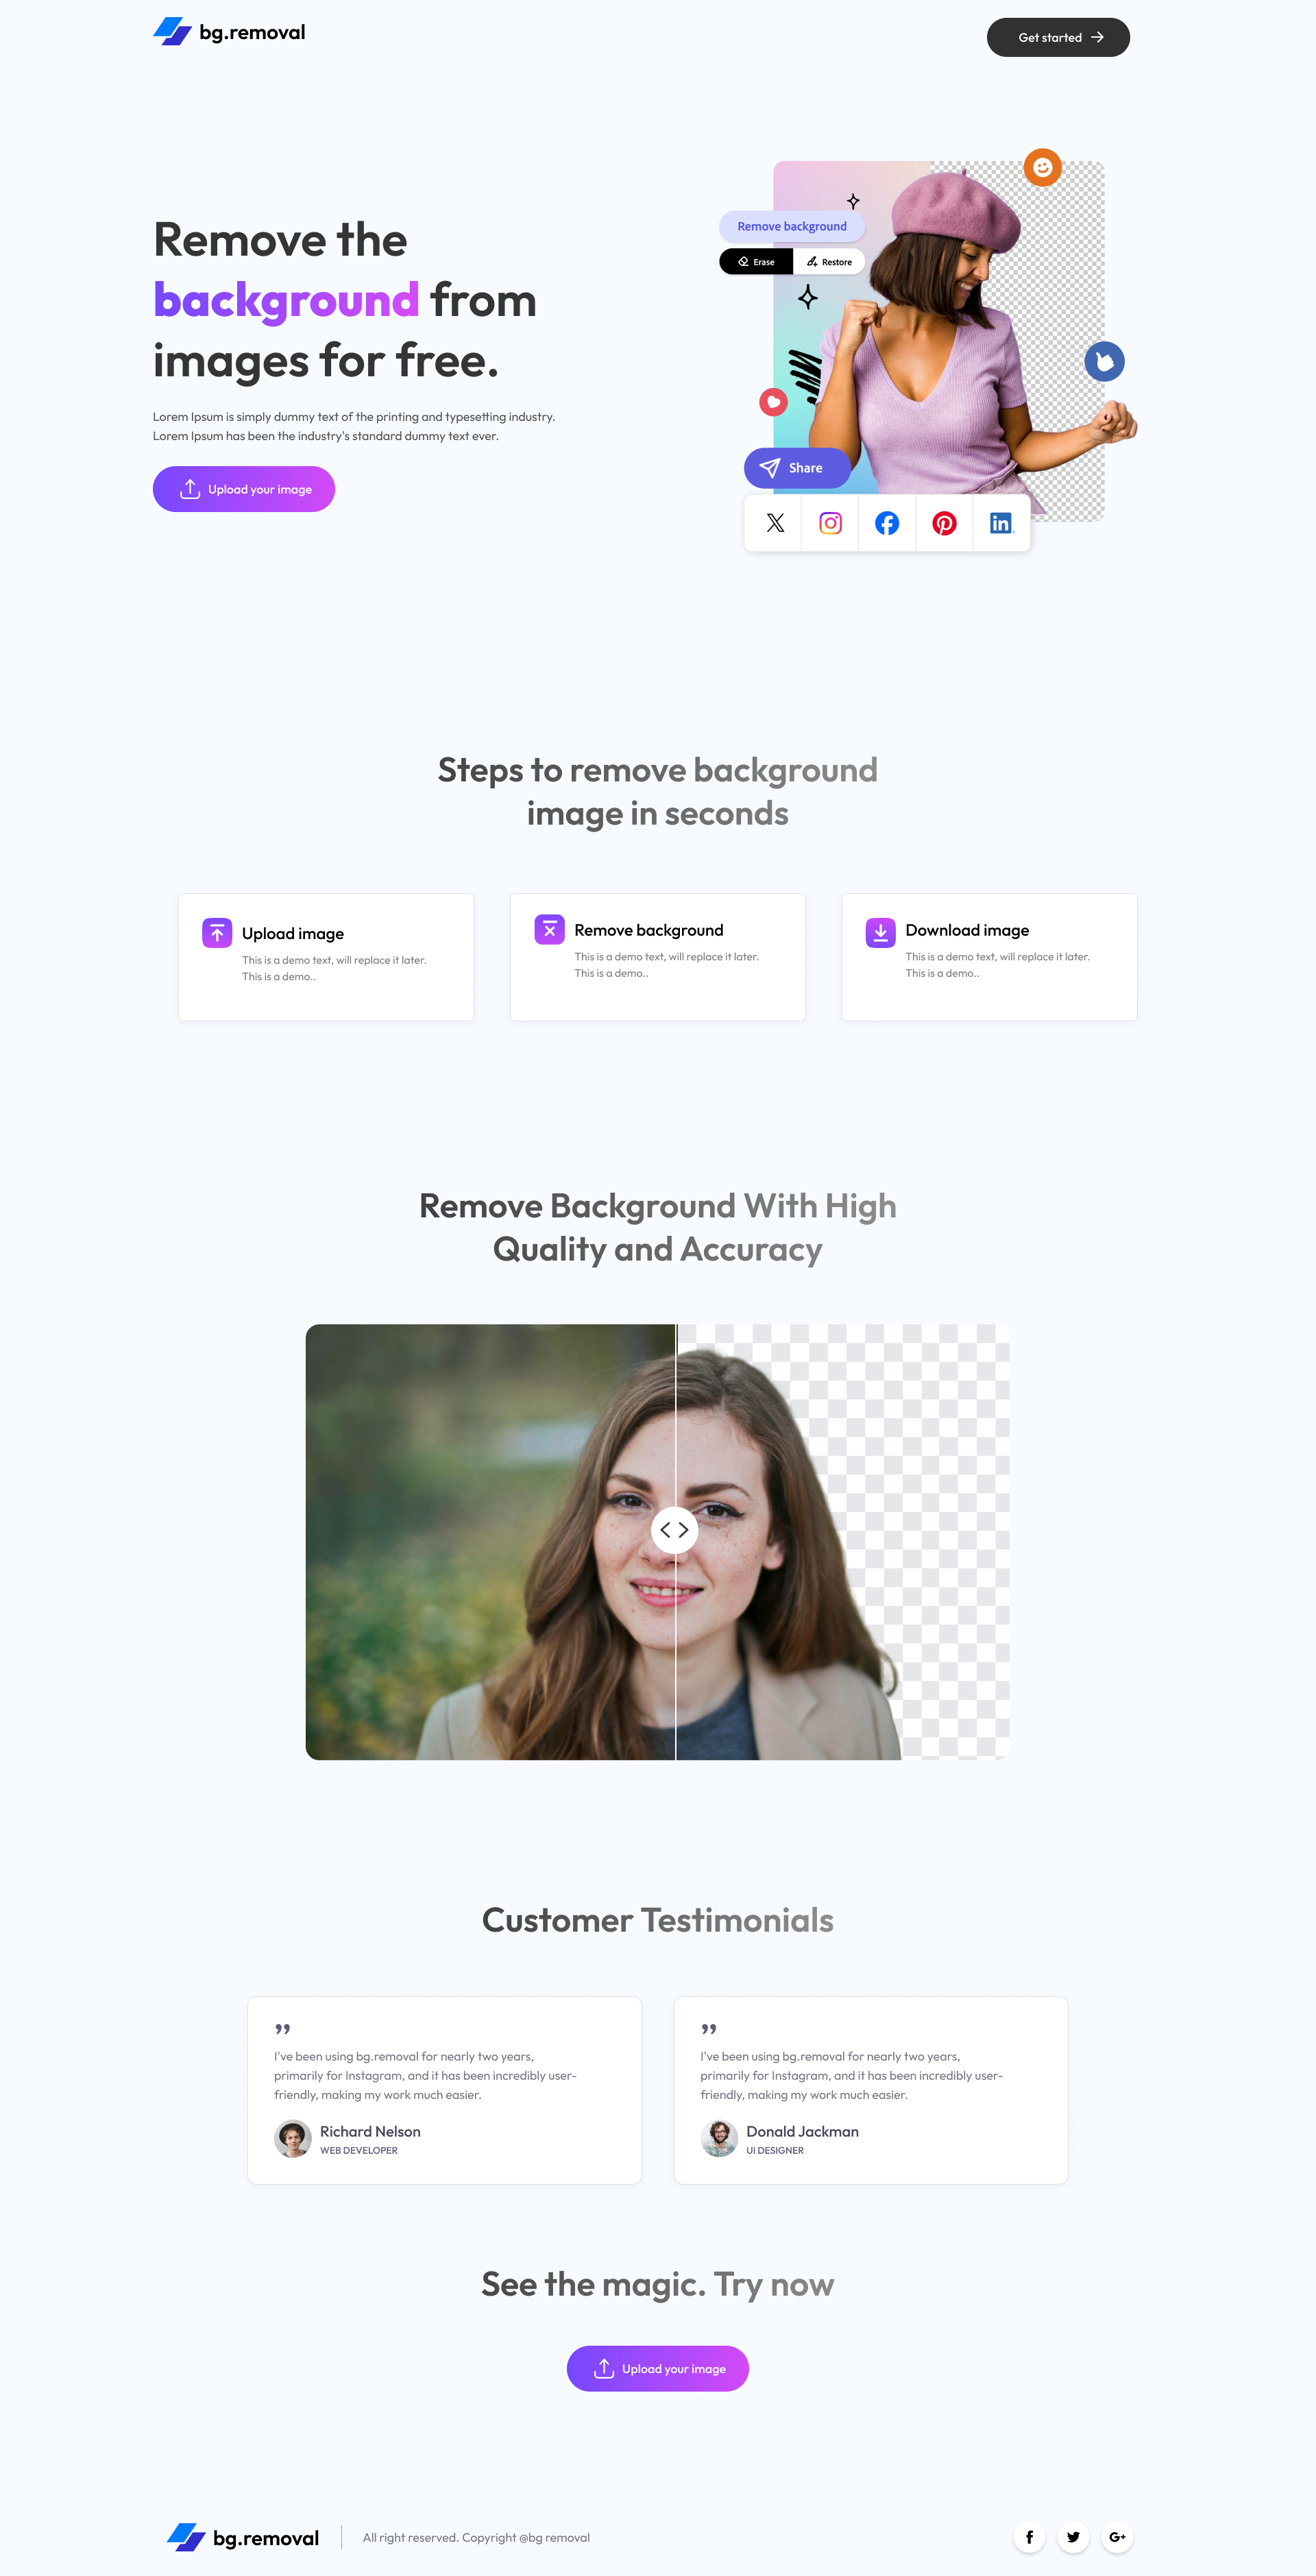 bg.removal
Get started
Remove the
background from
images for free.
Lorem Ipsum is simply dummy text of the printing and typesetting industry.
Lorem Ipsum has been the industry's standard dummy text ever.
Upload your image
Remove background
Erase
Restore
Share
Steps to remove background
image in seconds
Upload image
This is a demo text, will replace it later.
This is a demo..
Remove background
This is a demo text, will replace it later.
This is a demo..
Download image
This is a demo text, will replace it later.
This is a demo..
Remove Background With High
Quality and Accuracy
Customer Testimonials
I've been using bg.removal for nearly two years,
primarily for Instagram, and it has been incredibly user-
friendly, making my work much easier.
Richard Nelson
WEB DEVELOPER
I've been using bg.removal for nearly two years,
primarily for Instagram, and it has been incredibly user-
friendly, making my work much easier.
Donald Jackman
UI DESIGNER
See the magic. Try now
Upload your image
bg.removal
All right reserved. Copyright @bg removal